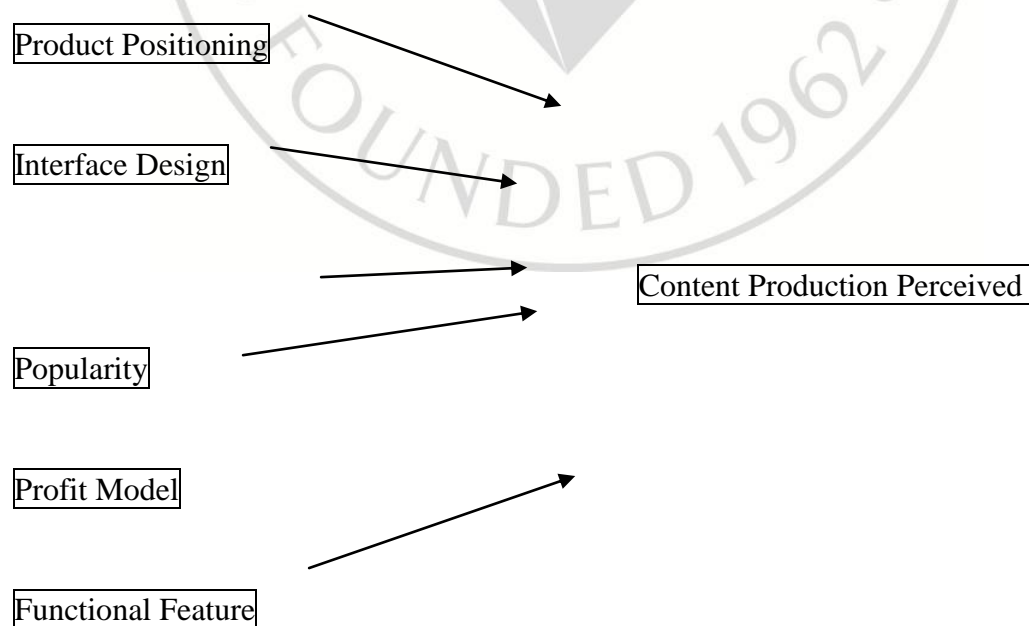 FOUNDED 1962
Product Positioning
Interface Design
Content Production Perceived
Popularity
Profit Model
Functional Feature